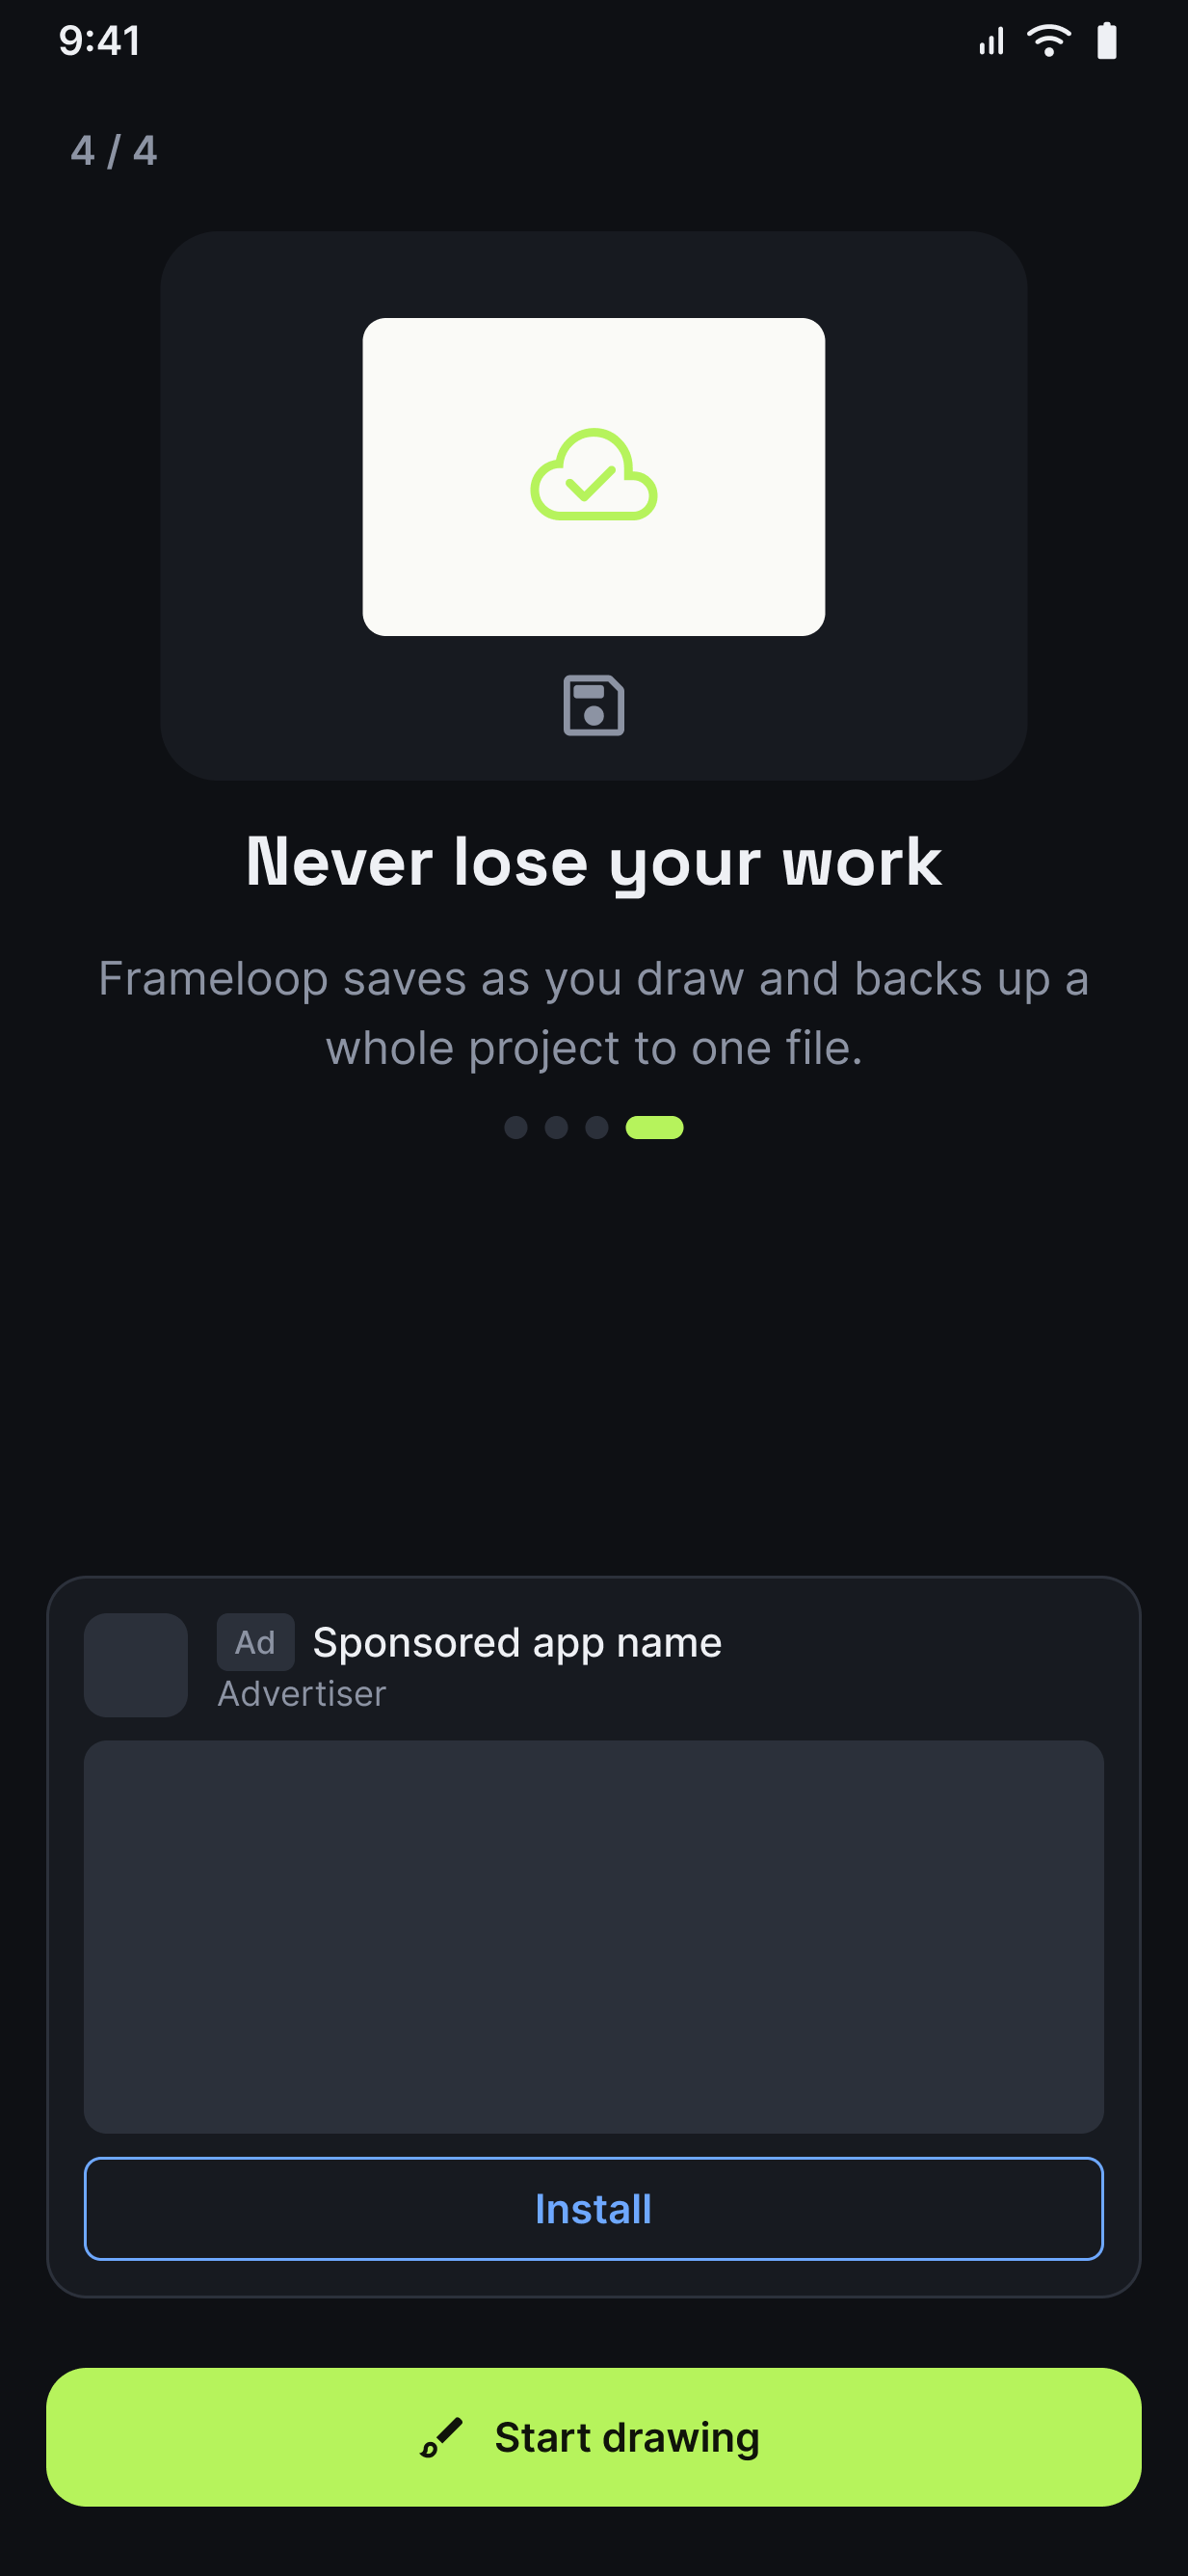 9:41
4 / 4
Never lose your work
Frameloop saves as you draw and backs up a
whole project to one file.
Ad Sponsored app name
Advertiser
Install
Start drawing